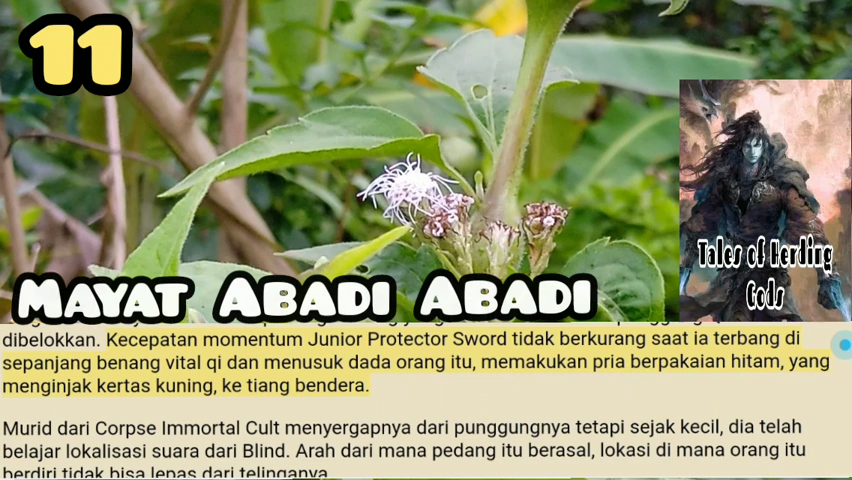 11
Tales of Herding
Gods
MAYAT ABADI ABADI
dibelokkan. Kecepatan momentum Junior Protector Sword tidak berkurang saat ia terbang di
sepanjang benang vital qi dan menusuk dada orang itu, memakukan pria berpakaian hitam, yang
menginjak kertas kuning, ke tiang bendera.
Murid dari Corpse Immortal Cult menyergapnya dari punggungnya tetapi sejak kecil, dia telah
belajar lokalisasi suara dari Blind. Arah dari mana pedang itu berasal, lokasi di mana orang itu
berdiri tidak bisa lepas dari telinganya